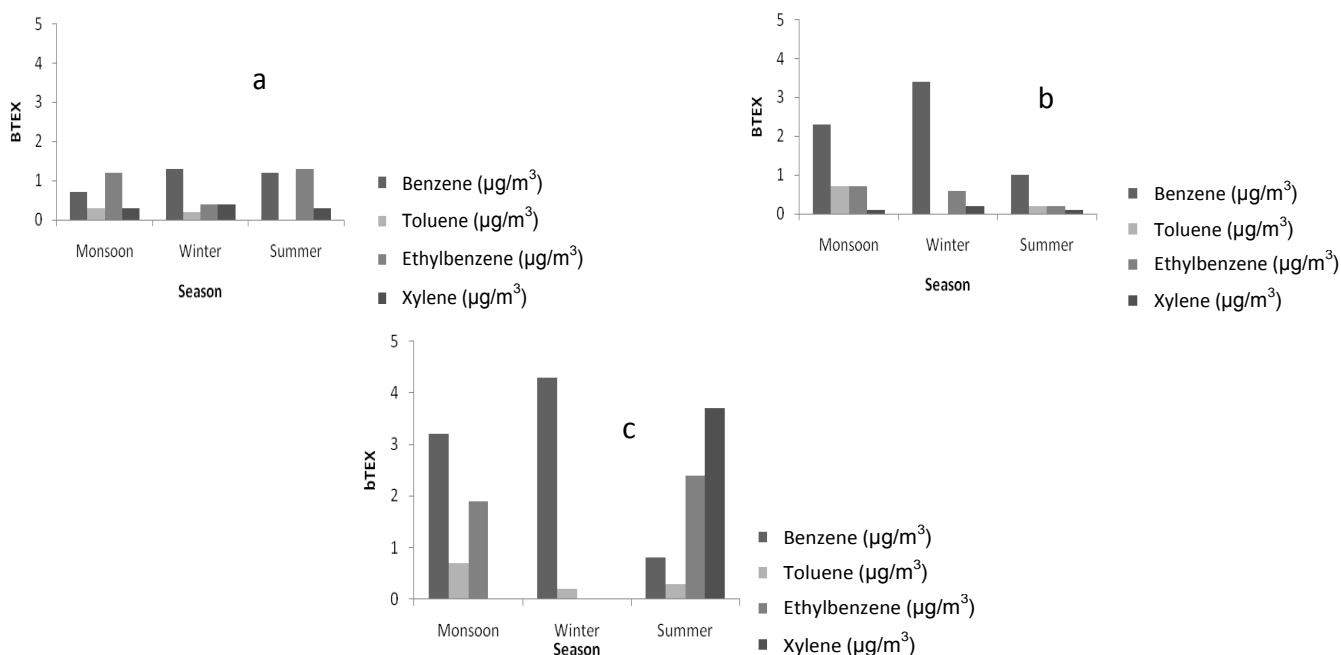 5
4
3
2
1
0
BTEX
a
Monsoon
Winter
Summer
Season
Benzene (µg/m³)
Toluene (µg/m³)
Ethylbenzene (µg/m³)
Xylene (µg/m³)
5
4
3
2
1
0
BTEX
b
Monsoon
Winter
Summer
Season
Benzene (µg/m³)
Toluene (µg/m³)
Ethylbenzene (µg/m³)
Xylene (µg/m³)
5
4
3
2
1
0
bTEX
c
Monsoon
Winter
Summer
Season
Benzene (µg/m³)
Toluene (µg/m³)
Ethylbenzene (µg/m³)
Xylene (µg/m³)